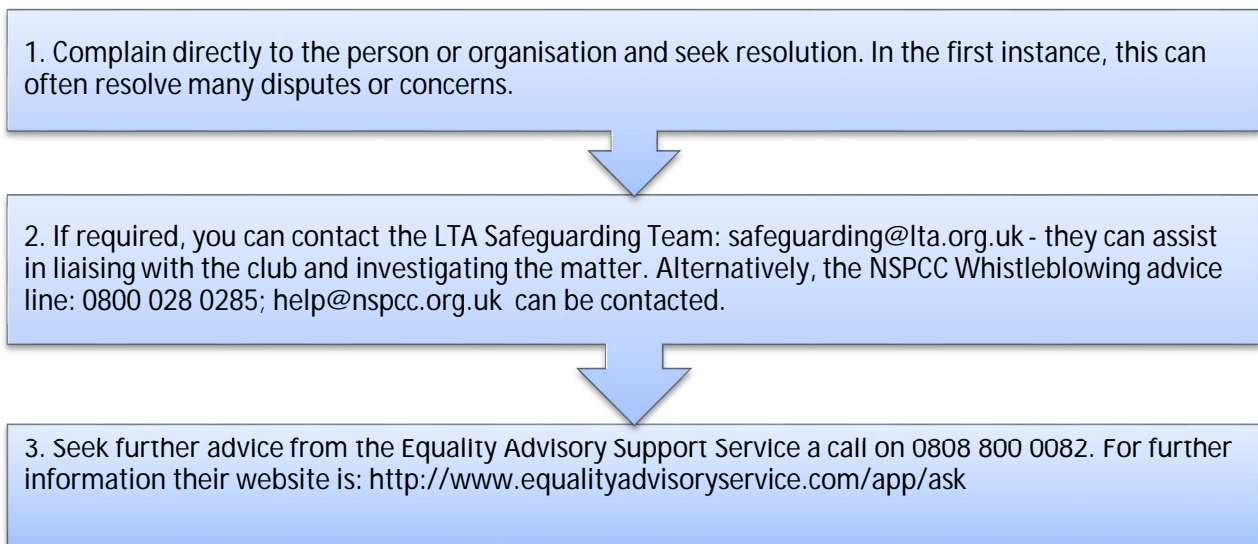 1. Complain directly to the person or organisation and seek resolution. In the first instance, this can
often resolve many disputes or concerns.
2. If required, you can contact the LTA Safeguarding Team: safeguarding@lta.org.uk - they can assist
in liaising with the club and investigating the matter. Alternatively, the NSPCC Whistleblowing advice
line: 0800 028 0285; help@nspcc.org.uk can be contacted.
3. Seek further advice from the Equality Advisory Support Service a call on 0808 800 0082. For further
information their website is: http://www.equalityadvisoryservice.com/app/ask